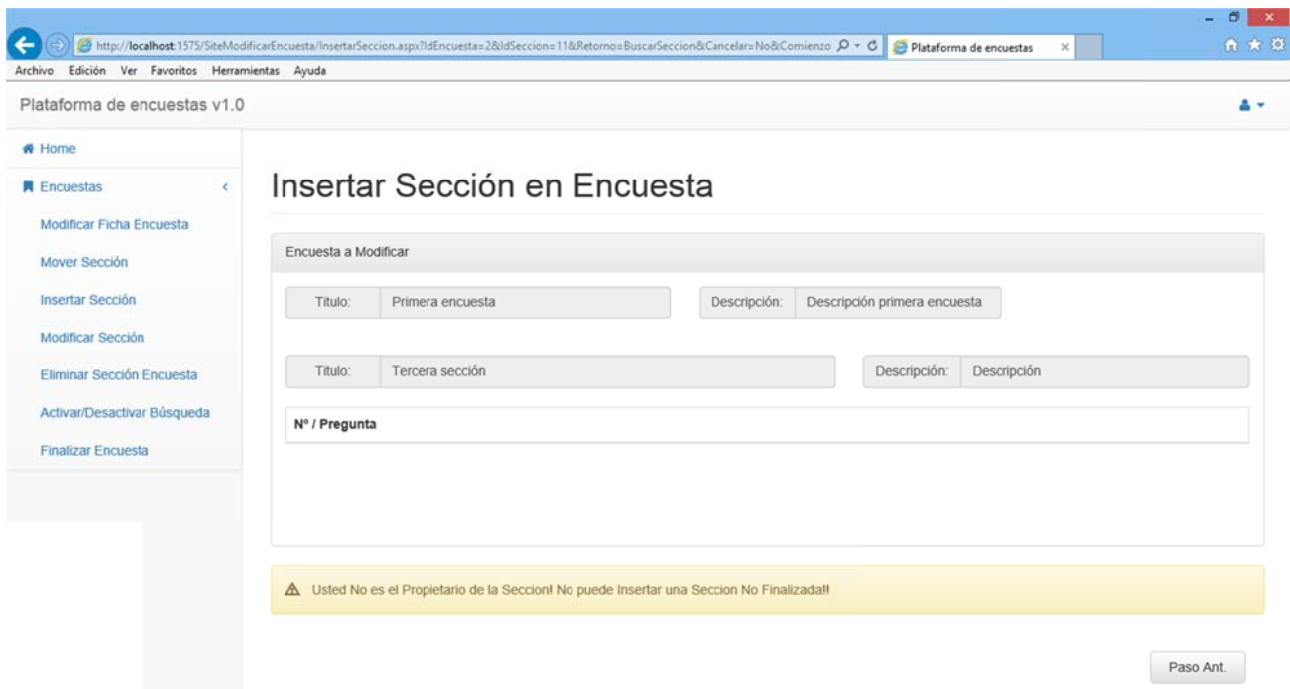 http://localhost:1575/SiteModificarEncuesta/InsertarSeccion.aspx?IdEncuesta=2&IdSeccion=11&Retorno=BuscarSeccion&Cancelar=No&Comienzo
Plataforma de encuestas
Archivo Edición Ver Favoritos Herramientas Ayuda
Plataforma de encuestas v1.0
Home
Encuestas
Modificar Ficha Encuesta
Mover Sección
Insertar Sección
Modificar Sección
Eliminar Sección Encuesta
Activar/Desactivar Búsqueda
Finalizar Encuesta
Insertar Sección en Encuesta
Encuesta a Modificar
Titulo: Primera encuesta Descripción: Descripción primera encuesta
Titulo: Tercera sección Descripción: Descripción
Nº / Pregunta
Usted No es el Propietario de la Seccion! No puede Insertar una Seccion No Finalizada!!
Paso Ant.